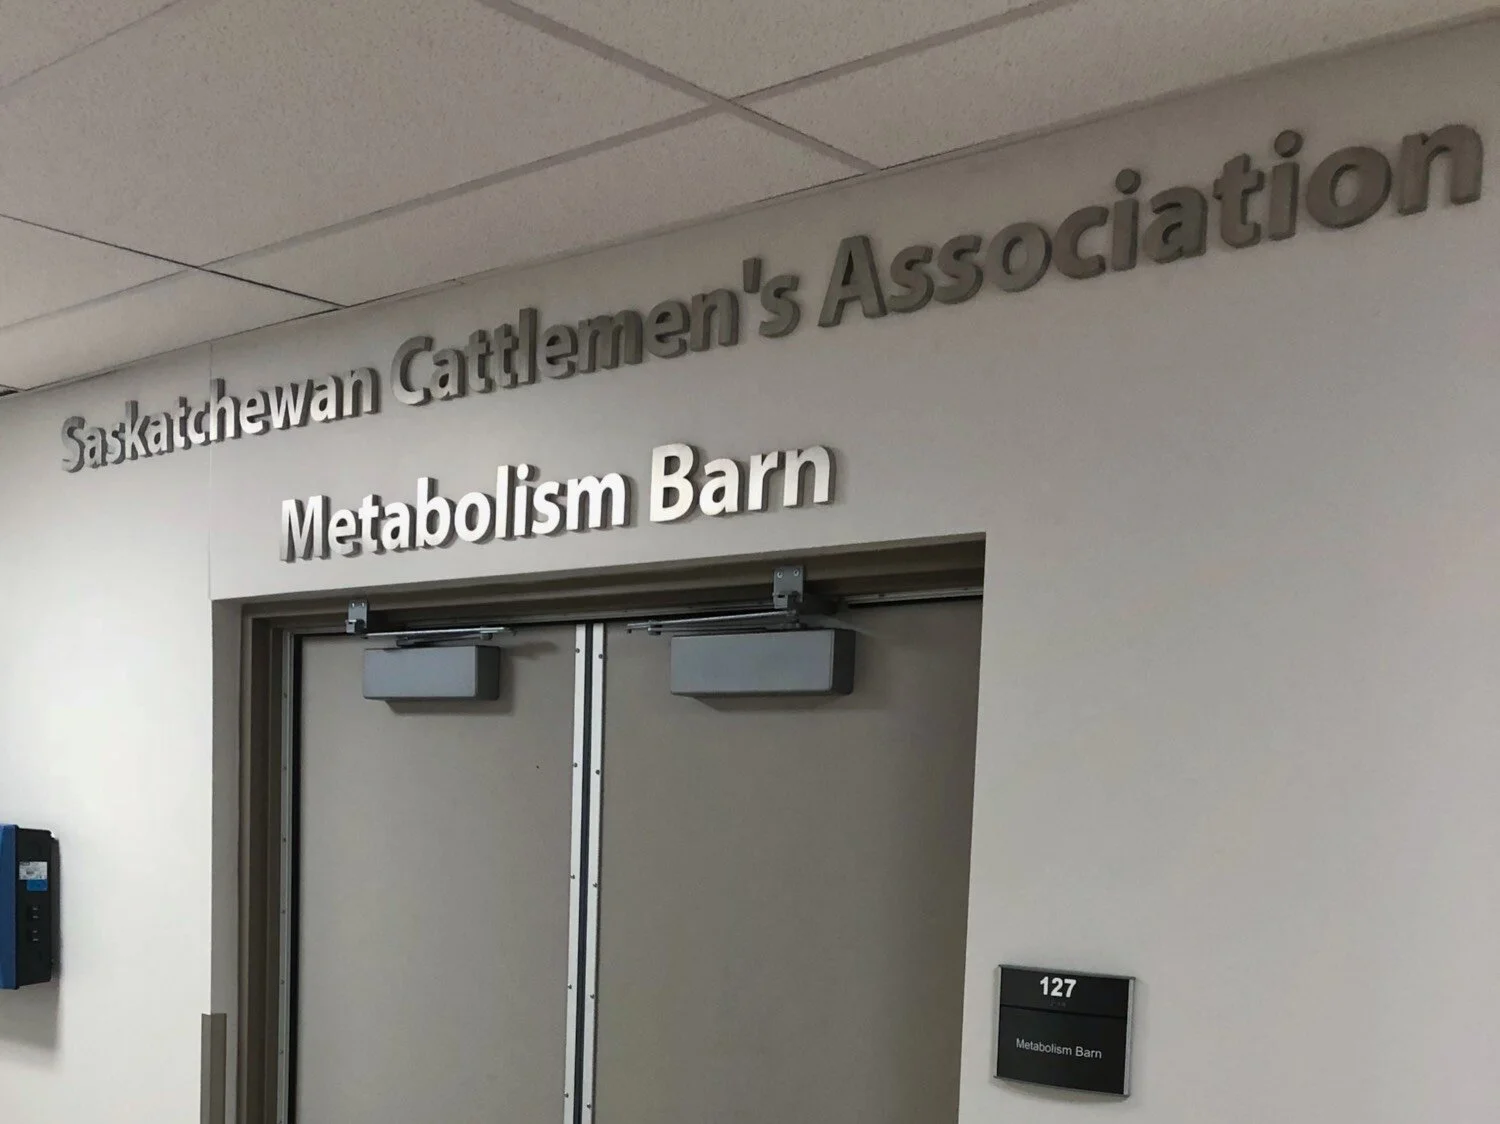 Saskatchewan Cattlemen's Association
Metabolism Barn
127
Metabolism Barn